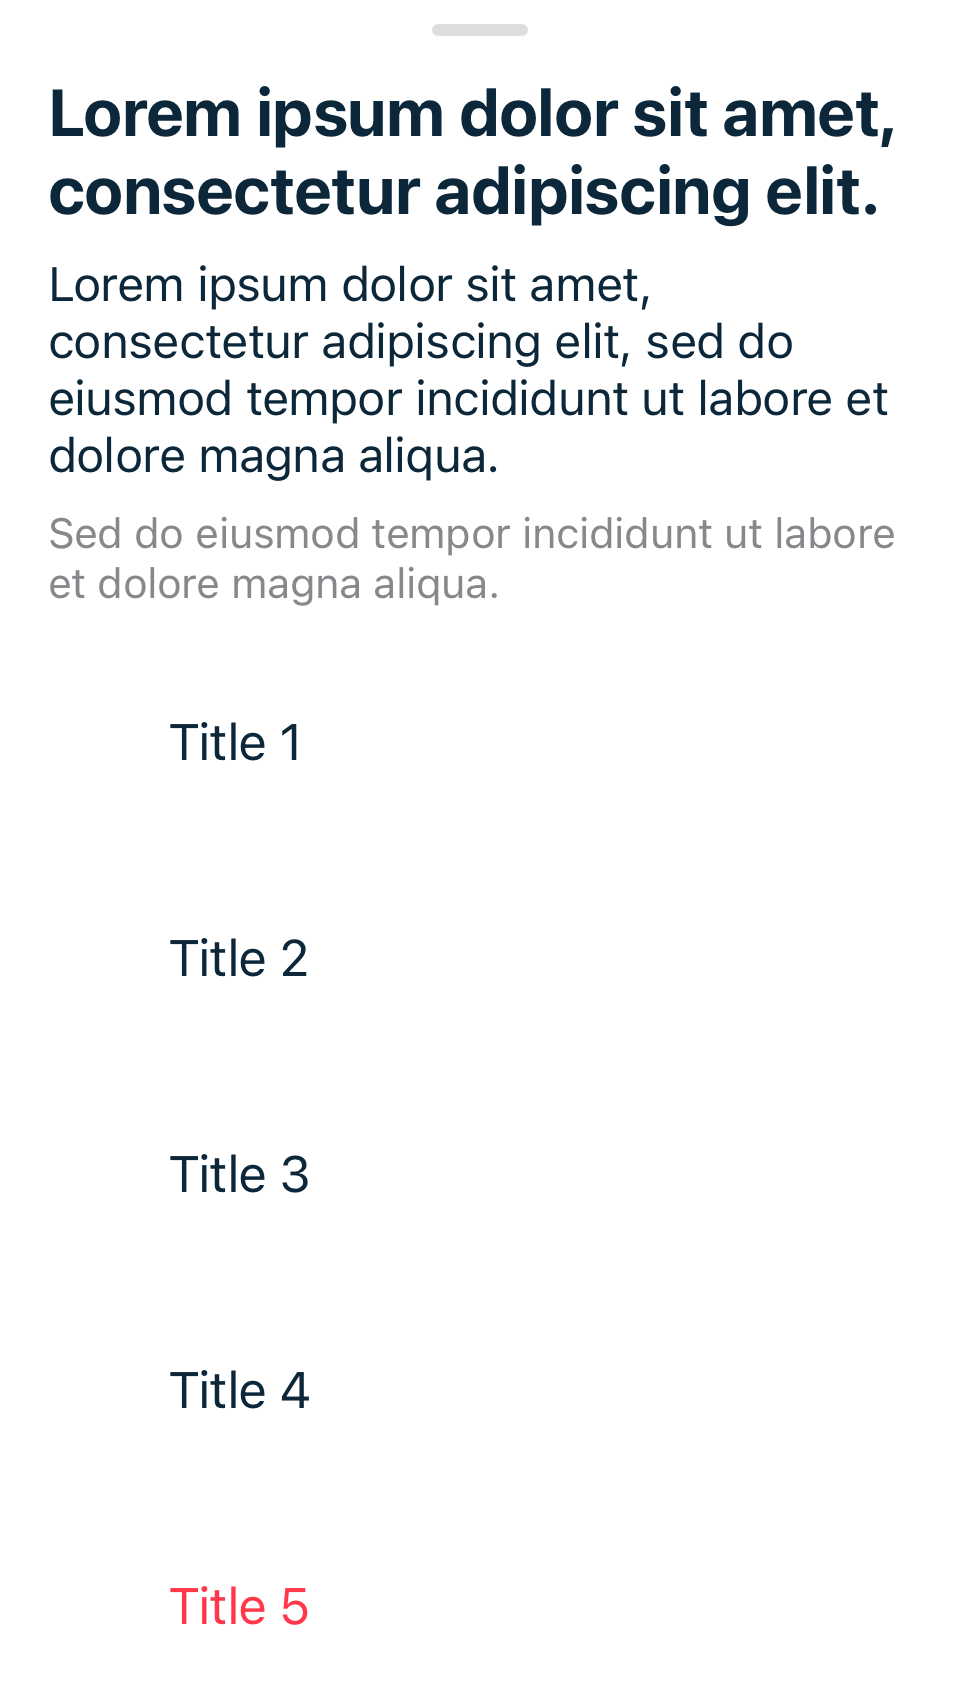 Lorem ipsum dolor sit amet,
consectetur adipiscing elit.
Lorem ipsum dolor sit amet,
consectetur adipiscing elit, sed do
eiusmod tempor incididunt ut labore et
dolore magna aliqua.
Sed do eiusmod tempor incididunt ut labore
et dolore magna aliqua.
Title 1
Title 2
Title 3
Title 4
Title 5